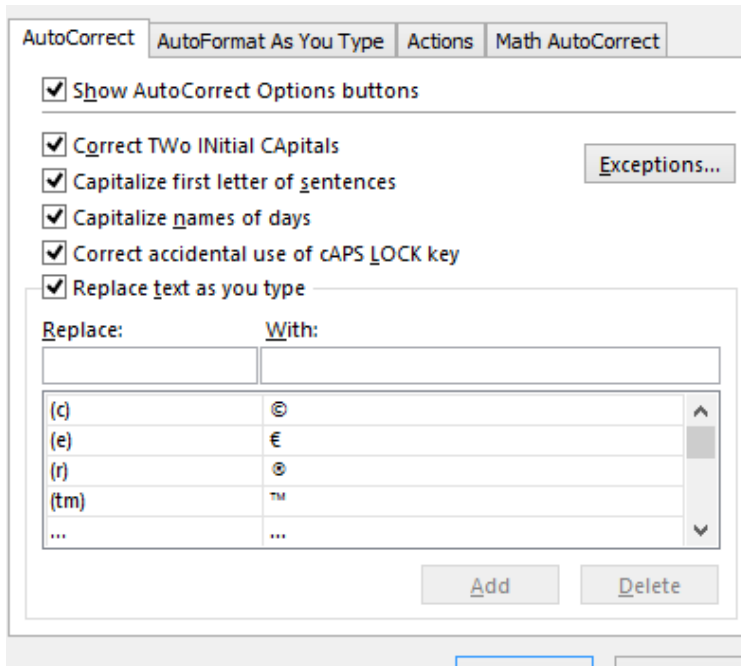 AutoCorrect AutoFormat As You Type Actions Math AutoCorrect
Show AutoCorrect Options buttons
Correct TWo INitial CApitals
Exceptions...
Capitalize first letter of sentences
Capitalize names of days
Correct accidental use of cAPS LOCK key
Replace text as you type
Replace: With:
(c) ©
(e) €
(r) ®
(tm) ™
... ...
Add Delete